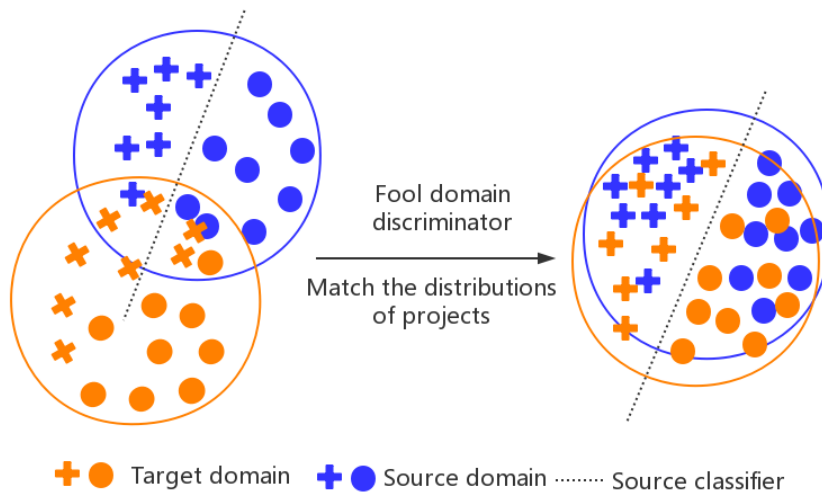 Fool domain
discriminator
Match the distributions
of projects
Target domain
Source domain
Source classifier